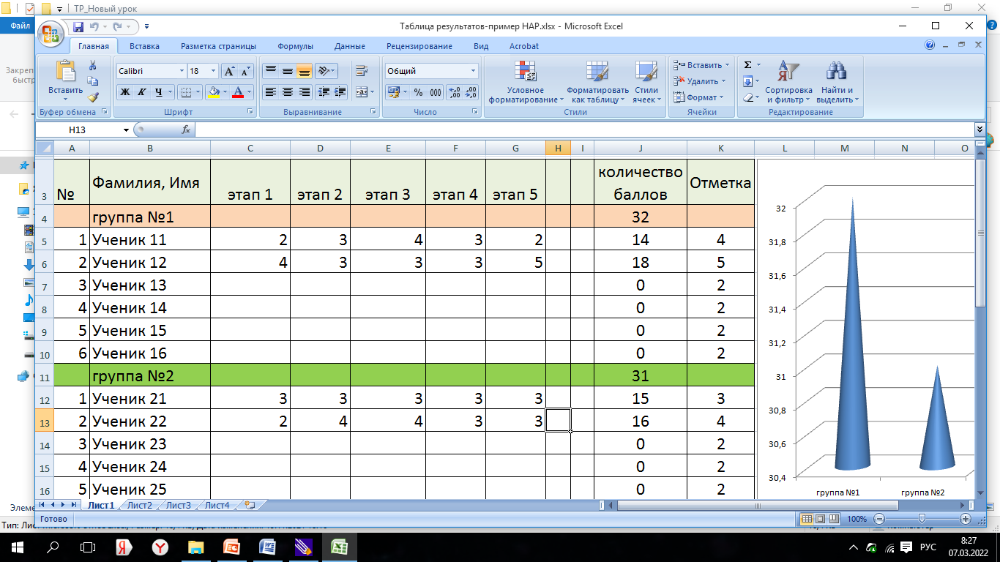 ТР_Новый урок
Файл
Таблица результатов-пример НАР.xlsx - Microsoft Excel
Главная Вставка Разметка страницы Формулы Данные Рецензирование Вид Acrobat
Закреп
быст
Вставить
Calibri 18
Ж К Ч
Общий
% 000
Условное форматирование
Форматировать как таблицу
Стили ячеек
Вставить
Удалить
Формат
Сортировка и фильтр
Найти и выделить
Буфер обмена Шрифт Выравнивание Число Стили Ячейки Редактирование
H13 fx
A B C D E F G H I J K L M N O
3 № Фамилия, Имя этап 1 этап 2 этап 3 этап 4 этап 5 количество баллов Отметка
4 группа №1 32
5 1 Ученик 11 2 3 4 3 2 14 4
6 2 Ученик 12 4 3 3 3 5 18 5
7 3 Ученик 13 0 2
8 4 Ученик 14 0 2
9 5 Ученик 15 0 2
10 6 Ученик 16 0 2
11 группа №2 31
12 1 Ученик 21 3 3 3 3 3 15 3
13 2 Ученик 22 2 4 4 3 3 16 4
14 3 Ученик 23 0 2
15 4 Ученик 24 0 2
16 5 Ученик 25 0 2
32
31,8
31,6
31,4
31,2
31
30,8
30,6
30,4
группа №1 группа №2
Лист1 Лист2 Лист3 Лист4
Элеме
Готово 100%
РУС
8:27
07.03.2022